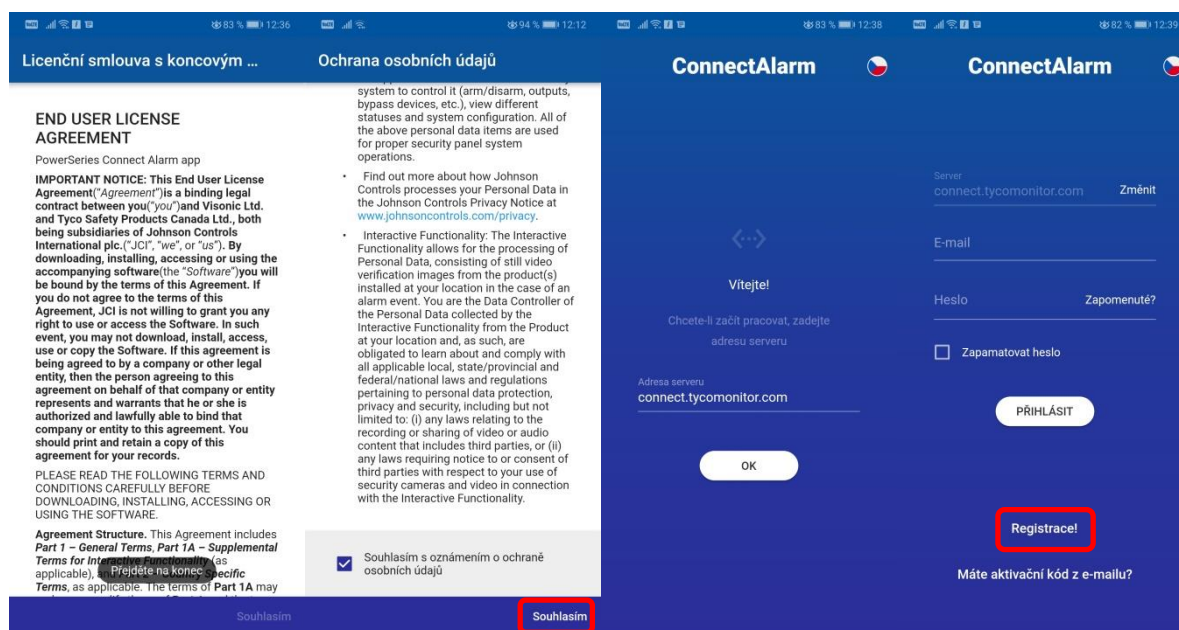 83 % 12:36
Licenční smlouva s koncovým ...
END USER LICENSE
AGREEMENT
PowerSeries Connect Alarm app
IMPORTANT NOTICE: This End User License
Agreement("Agreement")is a binding legal
contract between you("you")and Visonic Ltd.
and Tyco Safety Products Canada Ltd., both
being subsidiaries of Johnson Controls
International plc.("JCI", "we", or "us"). By
downloading, installing, accessing or using the
accompanying software(the "Software")you will
be bound by the terms of this Agreement. If
you do not agree to the terms of this
Agreement, JCI is not willing to grant you any
right to use or access the Software. In such
event, you may not download, install, access,
use or copy the Software. If this agreement is
being agreed to by a company or other legal
entity, then the person agreeing to this
agreement on behalf of that company or entity
represents and warrants that he or she is
authorized and lawfully able to bind that
company or entity to this agreement. You
should print and retain a copy of this
agreement for your records.
PLEASE READ THE FOLLOWING TERMS AND
CONDITIONS CAREFULLY BEFORE
DOWNLOADING, INSTALLING, ACCESSING OR
USING THE SOFTWARE.
Agreement Structure. This Agreement includes
Part 1 – General Terms, Part 1A – Supplemental
Terms for Interactive Functionality (as
applicable), Specific
Terms, as applicable. The terms of Part 1A may
Přejděte na konec
Souhlasím
94 % 12:12
Ochrana osobních údajů
system to control it (arm/disarm, outputs,
bypass devices, etc.), view different
statuses and system configuration. All of
the above personal data items are used
for proper security panel system
operations.
• Find out more about how Johnson
Controls processes your Personal Data in
the Johnson Controls Privacy Notice at
www.johnsoncontrols.com/privacy.
• Interactive Functionality: The Interactive
Functionality allows for the processing of
Personal Data, consisting of still video
verification images from the product(s)
installed at your location in the case of an
alarm event. You are the Data Controller of
the Personal Data collected by the
Interactive Functionality from the Product
at your location and, as such, are
obligated to learn about and comply with
all applicable local, state/provincial and
federal/national laws and regulations
pertaining to personal data protection,
privacy and security, including but not
limited to: (i) any laws relating to the
recording or sharing of video or audio
content that includes third parties, or (ii)
any laws requiring notice to or consent of
third parties with respect to your use of
security cameras and video in connection
with the Interactive Functionality.
Souhlasím s oznámením o ochraně
osobních údajů
Souhlasím
83 % 12:38
ConnectAlarm
Vítejte!
Chcete-li začít pracovat, zadejte
adresu serveru
Adresa serveru
connect.tycomonitor.com
OK
82 % 12:39
ConnectAlarm
Server
connect.tycomonitor.com Změnit
E-mail
Heslo Zapomenuté?
Zapamatovat heslo
PŘIHLÁSIT
Registrace!
Máte aktivační kód z e-mailu?